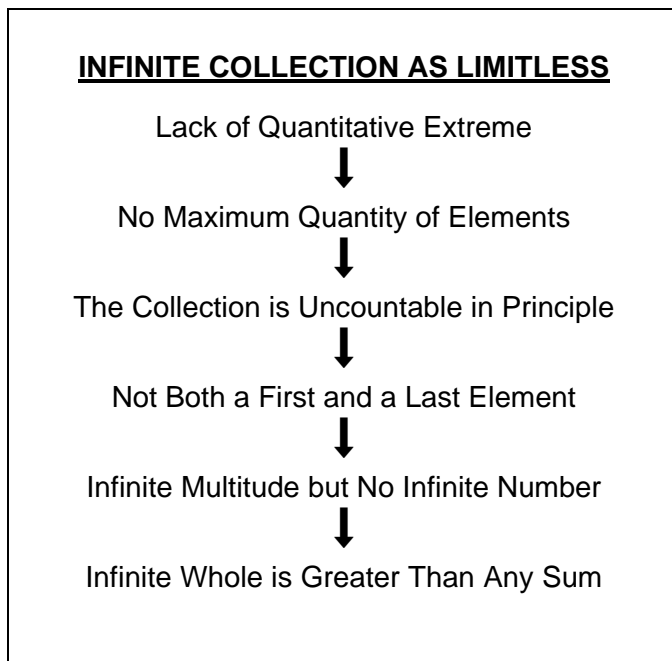 INFINITE COLLECTION AS LIMITLESS
Lack of Quantitative Extreme
No Maximum Quantity of Elements
The Collection is Uncountable in Principle
Not Both a First and a Last Element
Infinite Multitude but No Infinite Number
Infinite Whole is Greater Than Any Sum